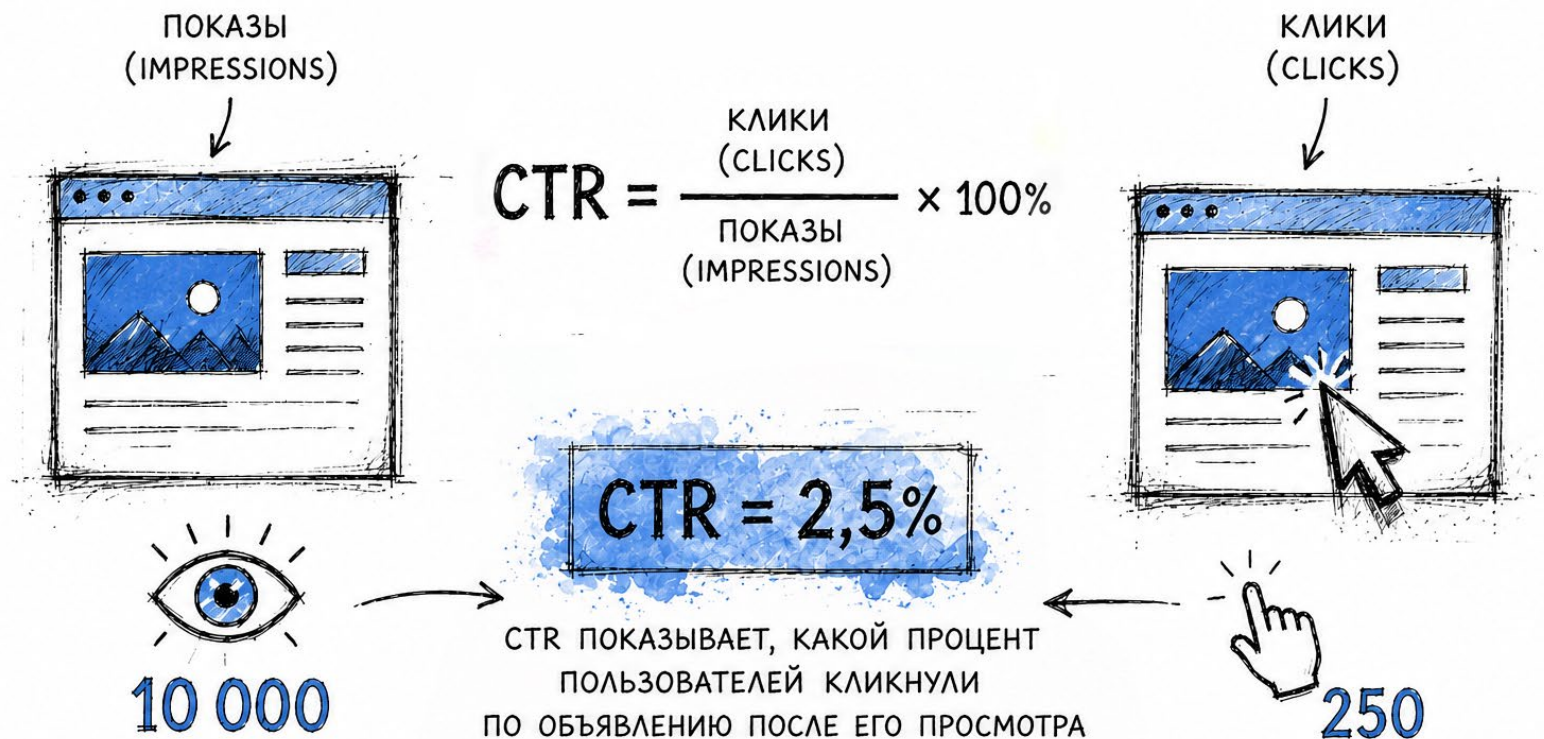 ПОКАЗЫ
(IMPRESSIONS)
КЛИКИ
(CLICKS)
CTR =
КЛИКИ
(CLICKS)
ПОКАЗЫ
(IMPRESSIONS)
× 100%
CTR = 2,5%
CTR ПОКАЗЫВАЕТ, КАКОЙ ПРОЦЕНТ
ПОЛЬЗОВАТЕЛЕЙ КЛИКНУЛИ
ПО ОБЪЯВЛЕНИЮ ПОСЛЕ ЕГО ПРОСМОТРА
10 000
250